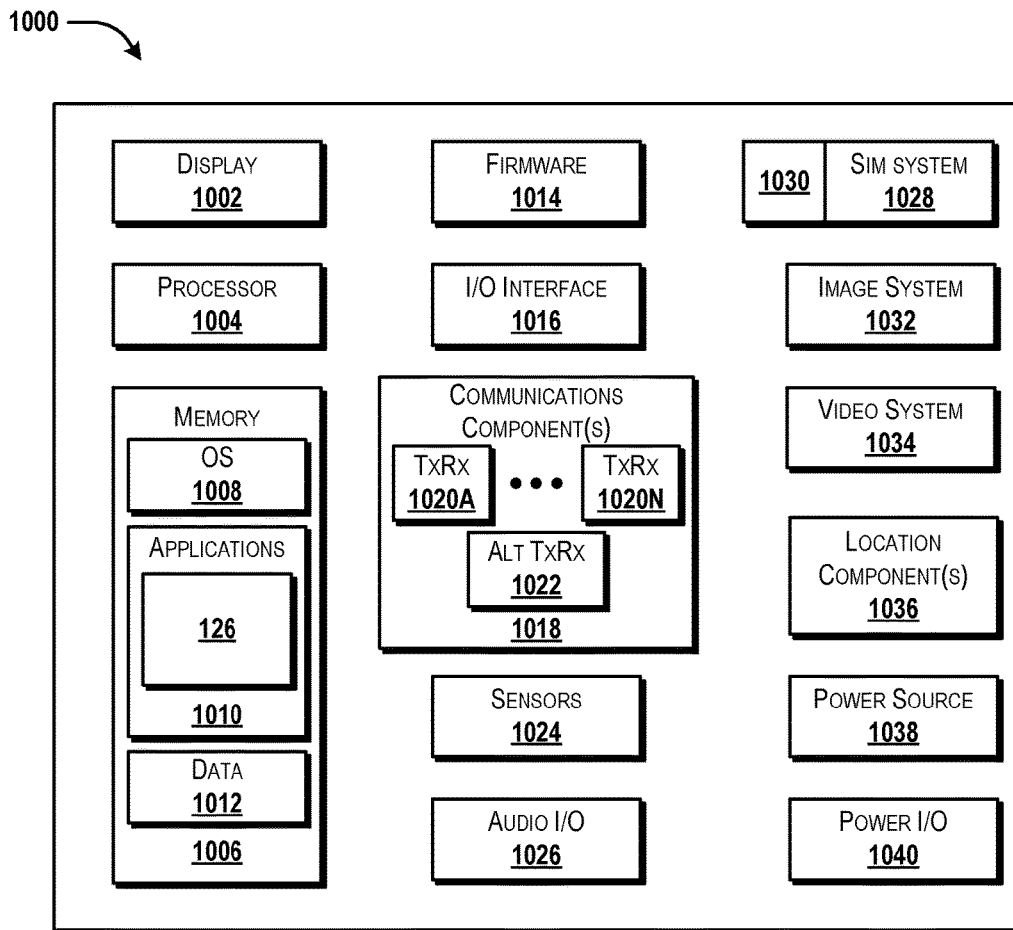 1000
DISPLAY
1002
PROCESSOR
1004
MEMORY
OS
1008
APPLICATIONS
126
1010
DATA
1012
1006
FIRMWARE
1014
I/O INTERFACE
1016
COMMUNICATIONS
COMPONENT(S)
TXRX
1020A
•••
TXRX
1020N
ALT TXRX
1022
1018
SENSORS
1024
AUDIO I/O
1026
1030
SIM SYSTEM
1028
IMAGE SYSTEM
1032
VIDEO SYSTEM
1034
LOCATION
COMPONENT(S)
1036
POWER SOURCE
1038
POWER I/O
1040